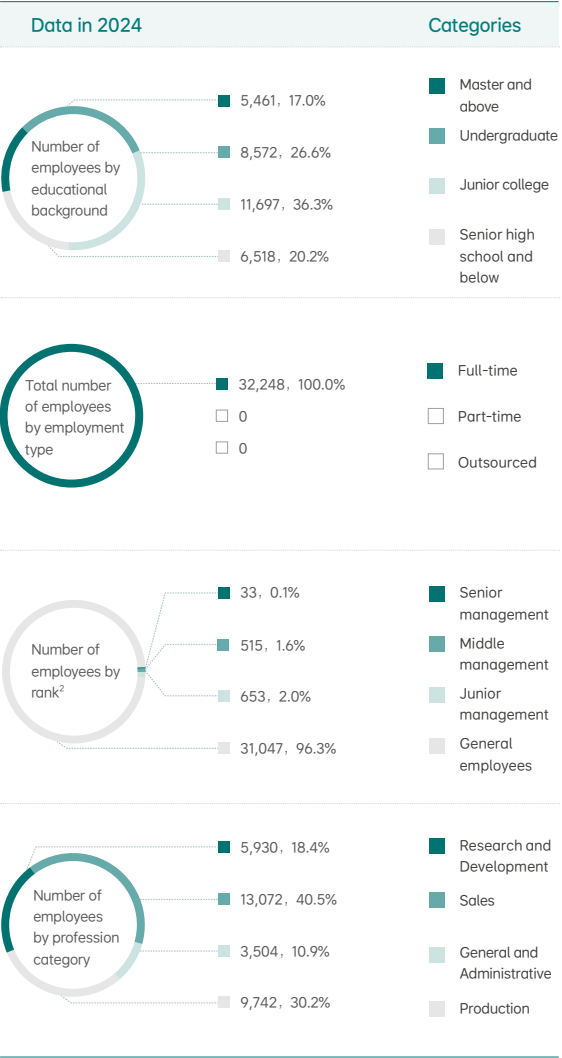 Data in 2024
Categories
Number of
employees by
educational
background
5,461, 17.0%
8,572, 26.6%
11,697, 36.3%
6,518, 20.2%
Master and
above
Undergraduate
Junior college
Senior high
school and
below
Total number
of employees
by employment
type
32,248, 100.0%
0
0
Full-time
Part-time
Outsourced
Number of
employees by
rank2
33, 0.1%
515, 1.6%
653, 2.0%
31,047, 96.3%
Senior
management
Middle
management
Junior
management
General
employees
Number of
employees
by profession
category
5,930, 18.4%
13,072, 40.5%
3,504, 10.9%
9,742, 30.2%
Research and
Development
Sales
General and
Administrative
Production